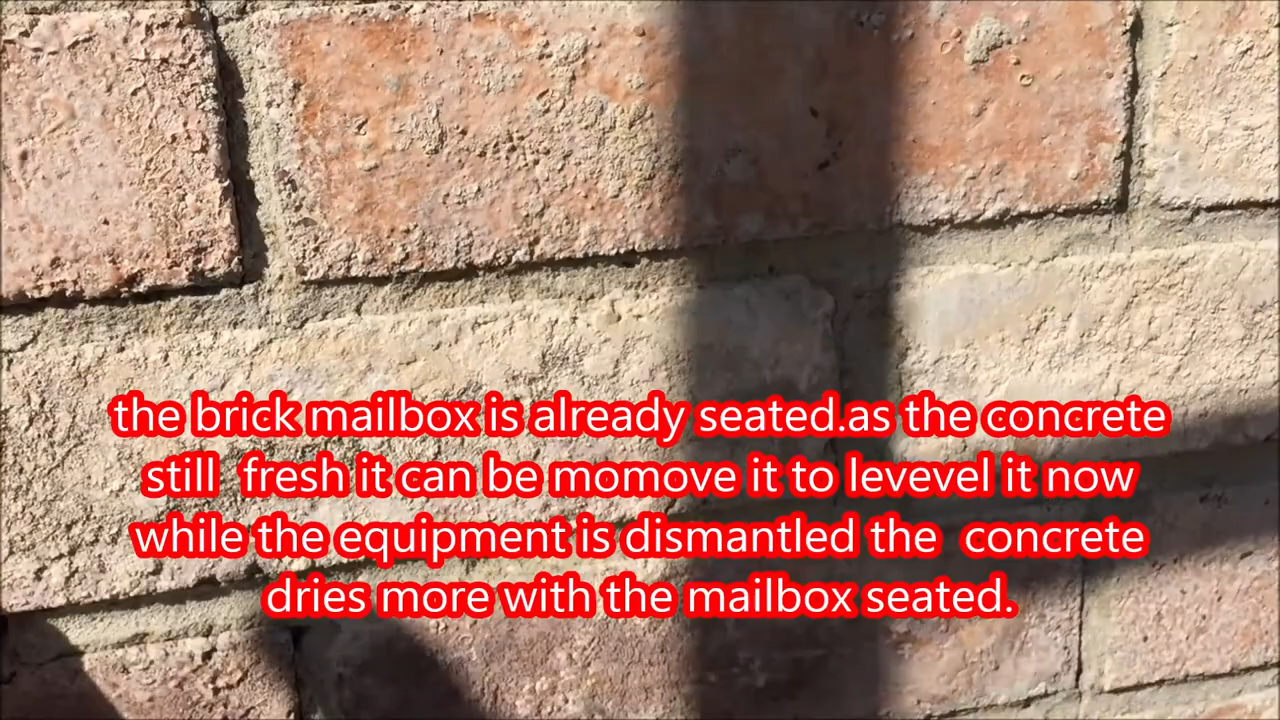 the brick mailbox is already seated.as the concrete
still  fresh it can be momove it to levevel it now
while the equipment is dismantled the  concrete
dries more with the mailbox seated.